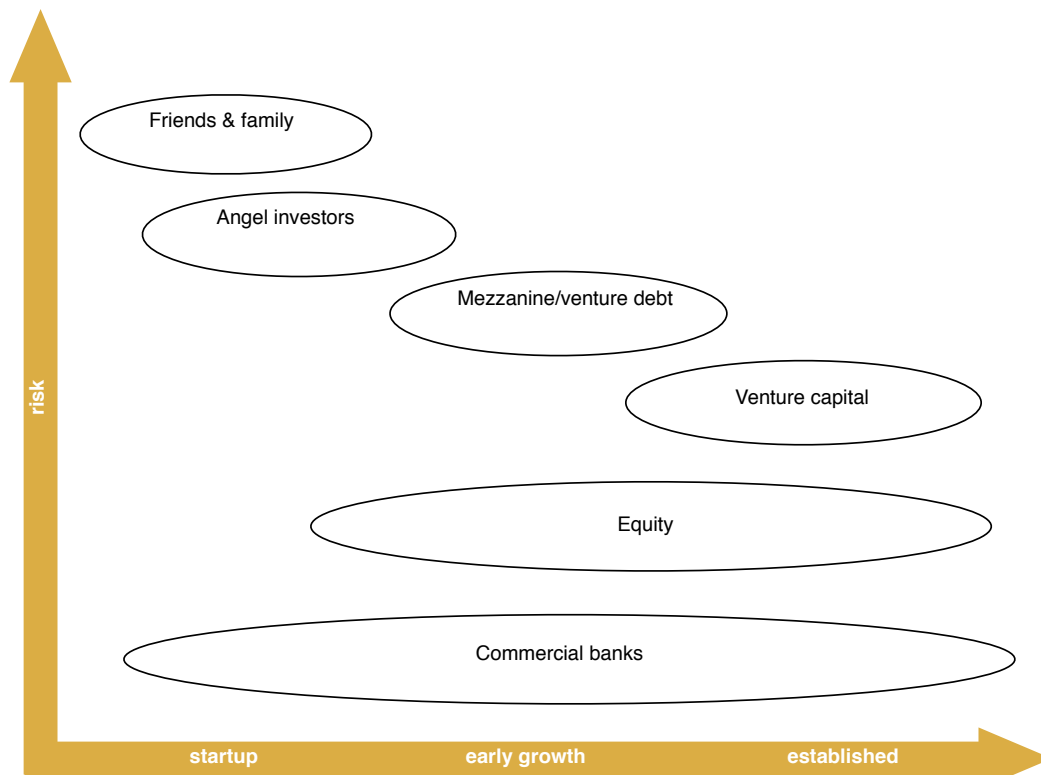 Friends & family
Angel investors
Mezzanine/venture debt
Venture capital
risk
Equity
Commercial banks
startup
early growth
established